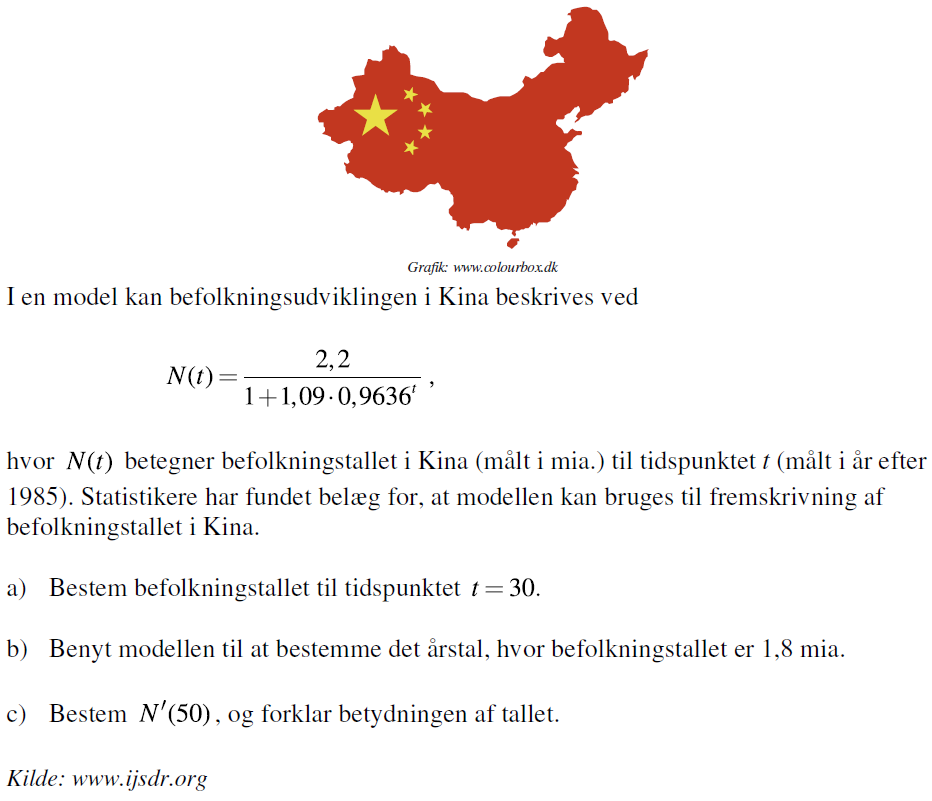 Grafik: www.colourbox.dk
I en model kan befolkningsudviklingen i Kina beskrives ved
N(t) = 2,2 / (1+1,09·0,9636^t) ,
hvor N(t) betegner befolkningstallet i Kina (målt i mia.) til tidspunktet t (målt i år efter
1985). Statistikere har fundet belæg for, at modellen kan bruges til fremskrivning af
befolkningstallet i Kina.
a) Bestem befolkningstallet til tidspunktet t = 30.
b) Benyt modellen til at bestemme det årstal, hvor befolkningstallet er 1,8 mia.
c) Bestem N′(50), og forklar betydningen af tallet.
Kilde: www.ijsdr.org